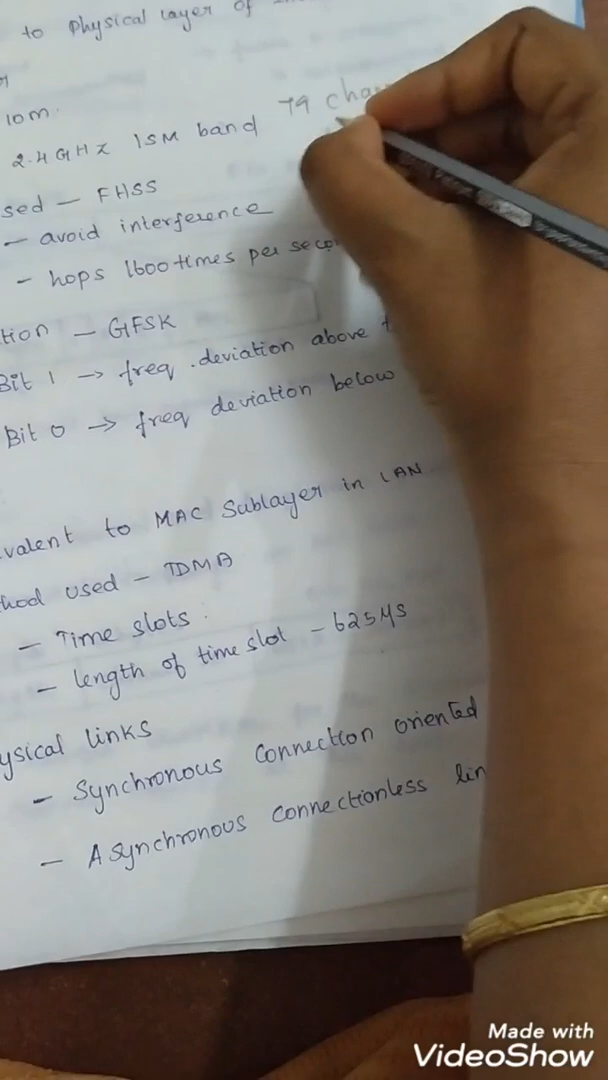 to Physical layer of
10m.
2.4 GHz ISM band 79 cha
sed - FHSS
- avoid interference
- hops 1600 times per seco
tion - GFSK
Bit 1 → freq. deviation above
Bit 0 → freq deviation below
valent to MAC Sublayer in LAN
hod used - TDMA
- Time slots.
- length of time slot - 625 μs
ysical links
- Synchronous Connection oriented
- Asynchronous connectionless lin
Made with
VideoShow